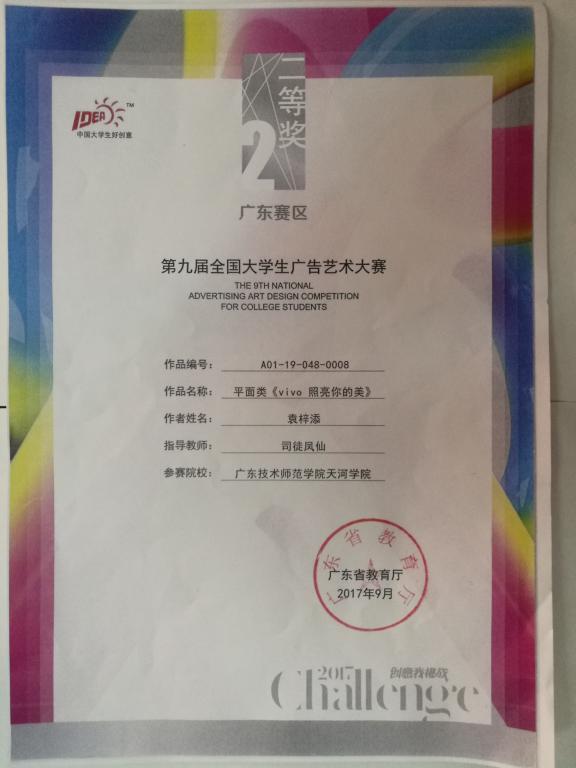 IDEA™
中国大学生好创意
二等奖
2
广东赛区
第九届全国大学生广告艺术大赛
THE 9TH NATIONAL
ADVERTISING ART DESIGN COMPETITION
FOR COLLEGE STUDENTS
作品编号： A01-19-048-0008
作品名称： 平面类《vivo 照亮你的美》
作者姓名： 袁梓添
指导教师： 司徒凤仙
参赛院校： 广东技术师范学院天河学院
广东省教育厅
广东省教育厅
2017年9月
2017 创意我挑战
Challenge